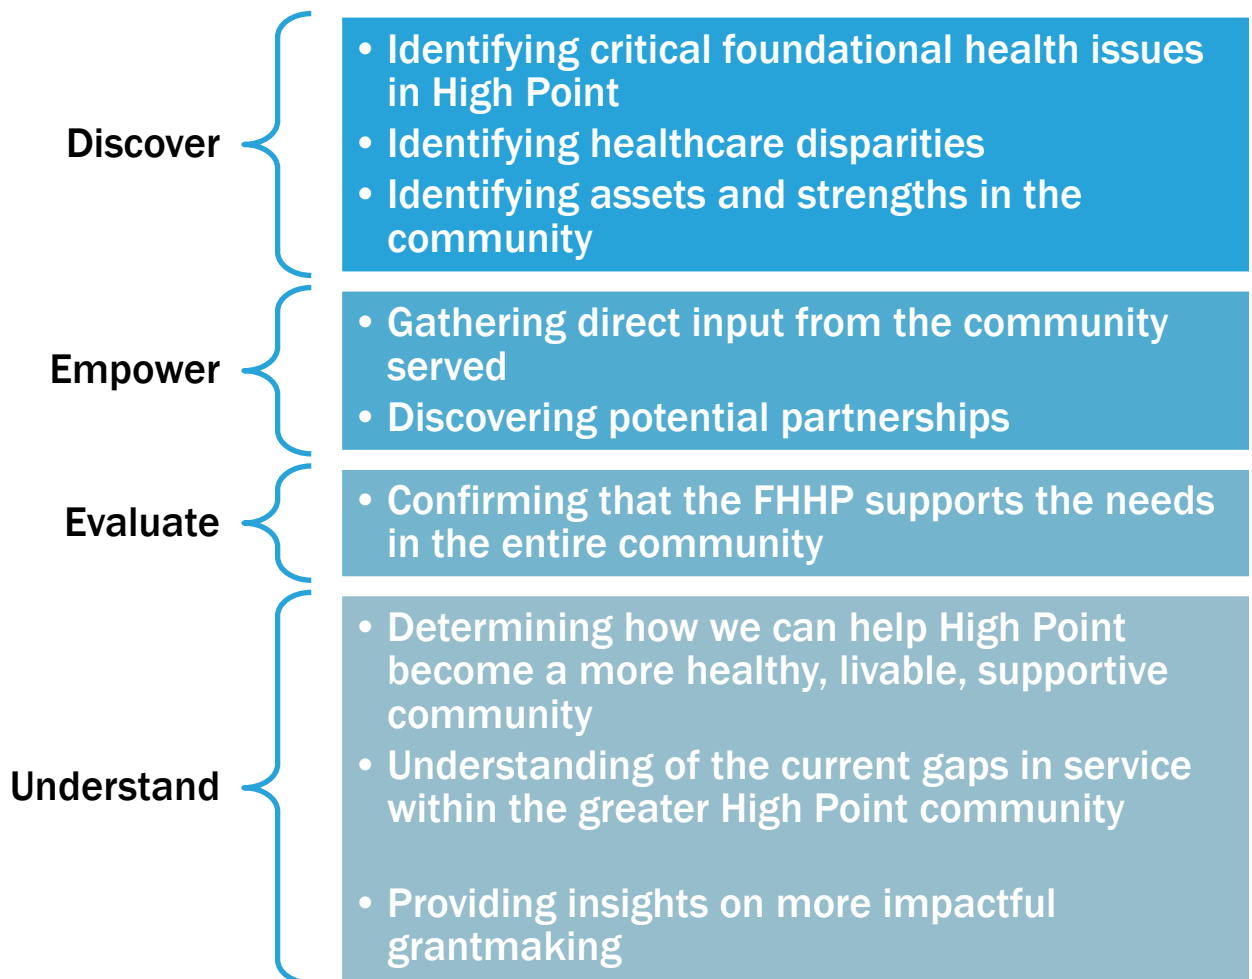 Discover
• Identifying critical foundational health issues
in High Point
• Identifying healthcare disparities
• Identifying assets and strengths in the
community
Empower
• Gathering direct input from the community
served
• Discovering potential partnerships
Evaluate
• Confirming that the FHHP supports the needs
in the entire community
Understand
• Determining how we can help High Point
become a more healthy, livable, supportive
community
• Understanding of the current gaps in service
within the greater High Point community
• Providing insights on more impactful
grantmaking